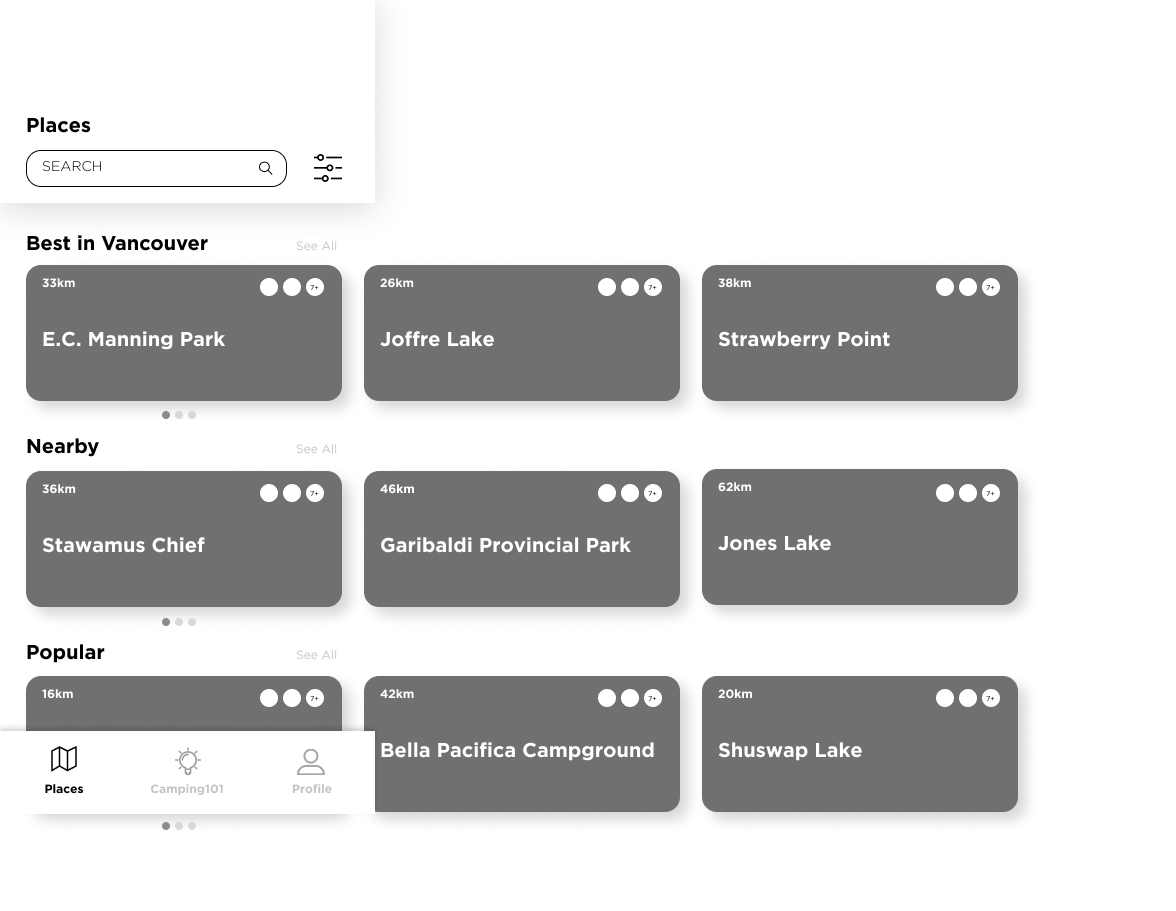 Places
SEARCH
Best in Vancouver
See All
33km
7+
E.C. Manning Park
26km
7+
Joffre Lake
38km
7+
Strawberry Point
Nearby
See All
36km
7+
Stawamus Chief
46km
7+
Garibaldi Provincial Park
62km
7+
Jones Lake
Popular
See All
16km
7+
42km
7+
Bella Pacifica Campground
20km
7+
Shuswap Lake
Places
Camping101
Profile